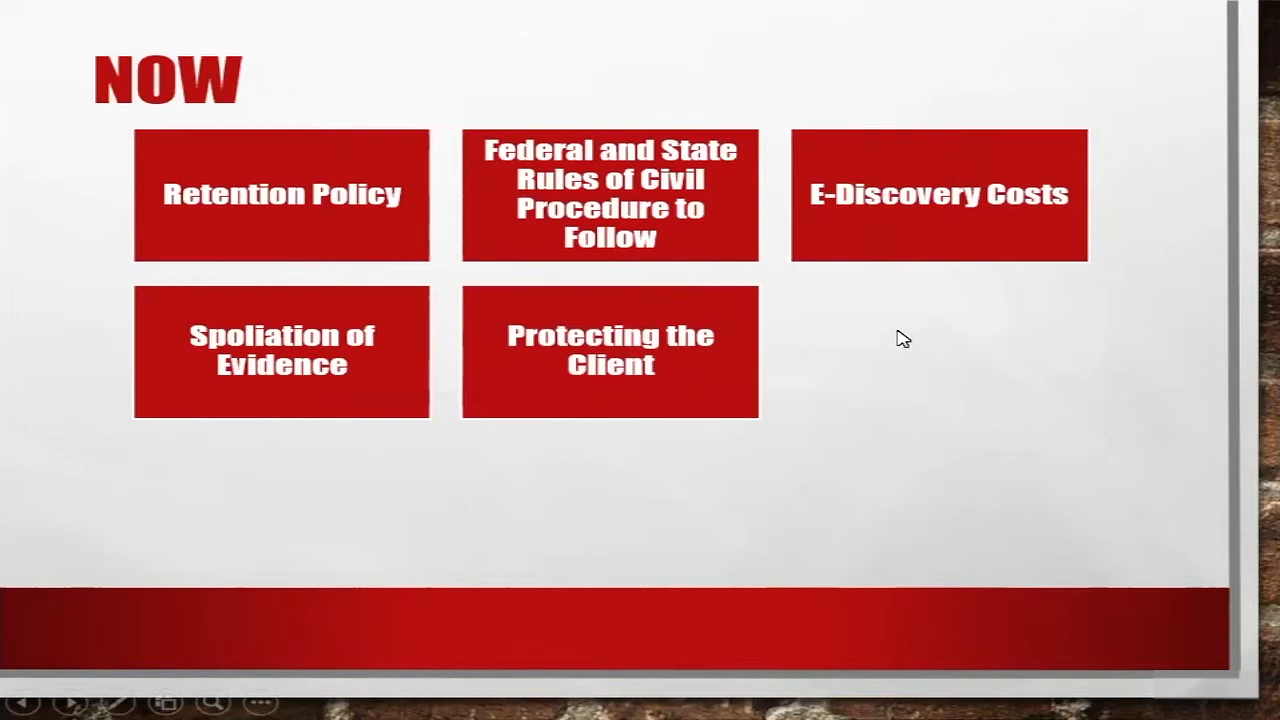 NOW
Retention Policy
Federal and State
Rules of Civil
Procedure to
Follow
E-Discovery Costs
Spoliation of
Evidence
Protecting the
Client